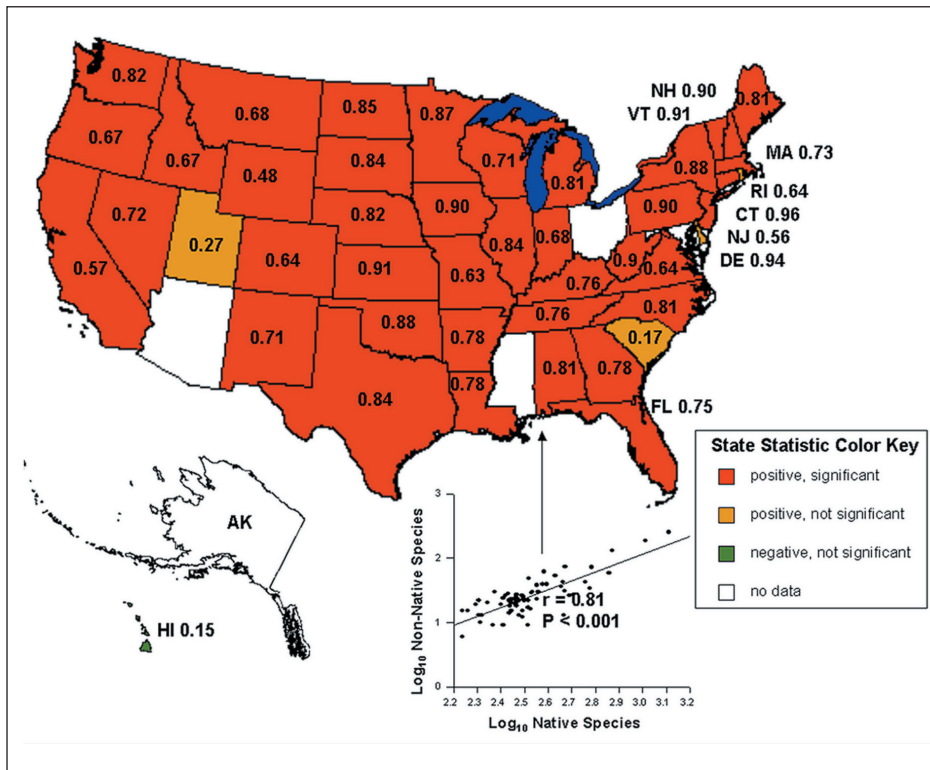 NH 0.90
0.82
0.85
0.87
VT 0.91
0.81
0.68
0.67
0.71
MA 0.73
0.84
0.88
0.67
0.81
0.48
RI 0.64
0.90
0.90
0.72
0.82
CT 0.96
0.84
0.68
NJ 0.56
0.27
0.64
0.91
0.9
0.64
DE 0.94
0.57
0.63
0.76
0.81
0.76
0.88
0.71
0.78
0.17
0.81
0.78
0.78
0.84
FL 0.75
State Statistic Color Key
positive, significant
positive, not significant
negative, not significant
no data
AK
HI 0.15
3
2
1
0
Log10 Non-Native Species
r = 0.81
P ≤ 0.001
2.2 2.3 2.4 2.5 2.6 2.7 2.8 2.9 3.0 3.1 3.2
Log10 Native Species